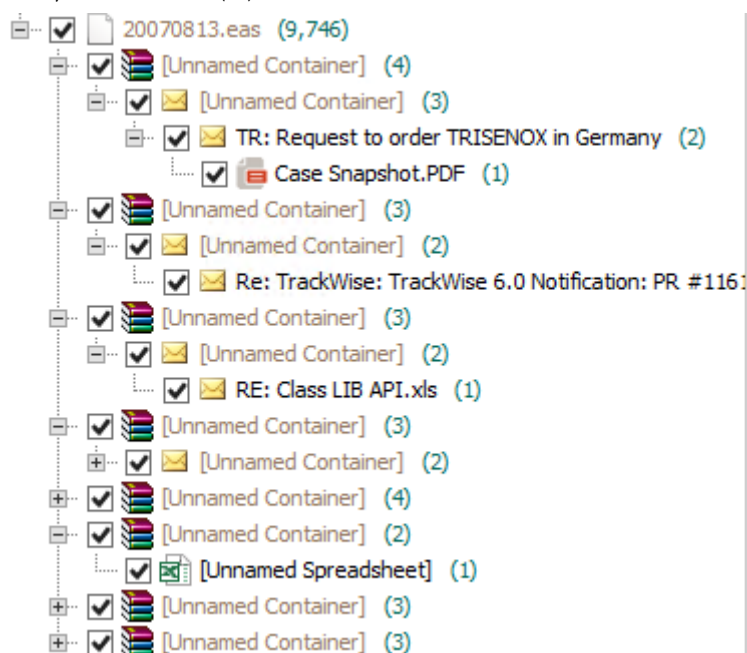 20070813.eas (9,746)
[Unnamed Container] (4)
[Unnamed Container] (3)
TR: Request to order TRISENOX in Germany (2)
Case Snapshot.PDF (1)
[Unnamed Container] (3)
[Unnamed Container] (2)
Re: TrackWise: TrackWise 6.0 Notification: PR #1161
[Unnamed Container] (3)
[Unnamed Container] (2)
RE: Class LIB API.xls (1)
[Unnamed Container] (3)
[Unnamed Container] (2)
[Unnamed Container] (4)
[Unnamed Container] (2)
[Unnamed Spreadsheet] (1)
[Unnamed Container] (3)
[Unnamed Container] (3)